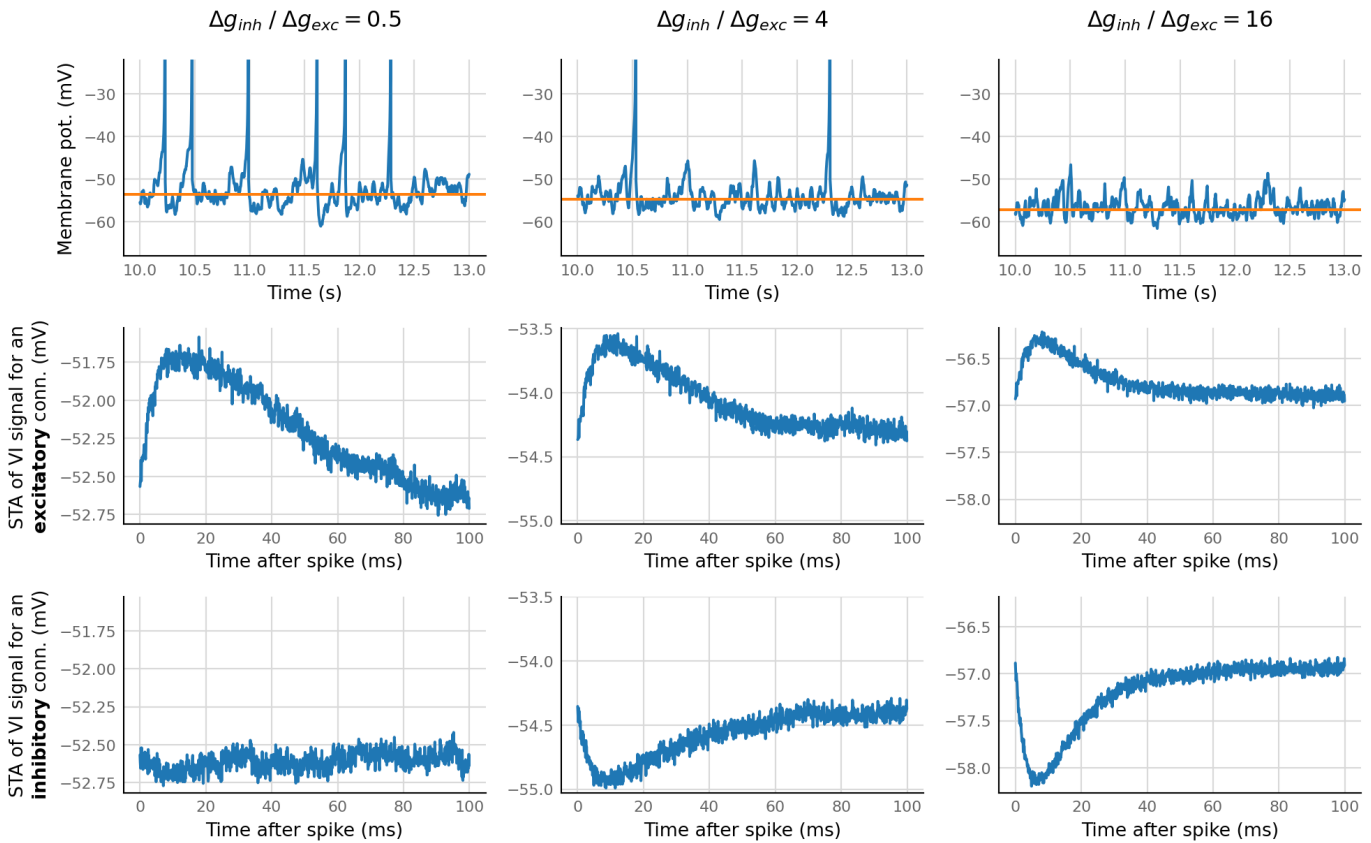 Δg_inh / Δg_exc = 0.5
Δg_inh / Δg_exc = 4
Δg_inh / Δg_exc = 16
Membrane pot. (mV)
−30
−40
−50
−60
10.0 10.5 11.0 11.5 12.0 12.5 13.0
Time (s)
−30
−40
−50
−60
10.0 10.5 11.0 11.5 12.0 12.5 13.0
Time (s)
−30
−40
−50
−60
10.0 10.5 11.0 11.5 12.0 12.5 13.0
Time (s)
STA of VI signal for an
excitatory conn. (mV)
−51.75
−52.00
−52.25
−52.50
−52.75
0 20 40 60 80 100
Time after spike (ms)
−53.5
−54.0
−54.5
−55.0
0 20 40 60 80 100
Time after spike (ms)
−56.5
−57.0
−57.5
−58.0
0 20 40 60 80 100
Time after spike (ms)
STA of VI signal for an
inhibitory conn. (mV)
−51.75
−52.00
−52.25
−52.50
−52.75
0 20 40 60 80 100
Time after spike (ms)
−53.5
−54.0
−54.5
−55.0
0 20 40 60 80 100
Time after spike (ms)
−56.5
−57.0
−57.5
−58.0
0 20 40 60 80 100
Time after spike (ms)